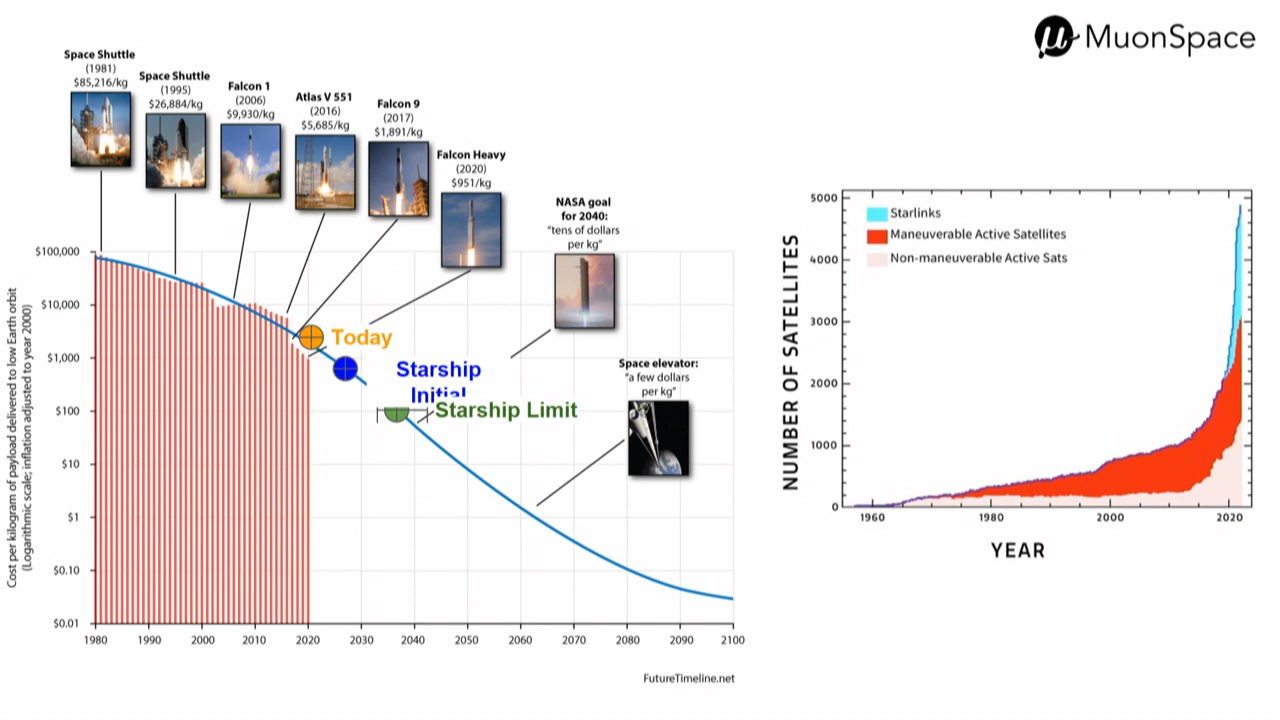 μ MuonSpace
Space Shuttle
(1981)
$85,216/kg
Space Shuttle
(1995)
$26,884/kg
Falcon 1
(2006)
$9,930/kg
Atlas V 551
(2016)
$5,685/kg
Falcon 9
(2017)
$1,891/kg
Falcon Heavy
(2020)
$951/kg
NASA goal
for 2040:
"tens of dollars
per kg"
Space elevator:
"a few dollars
per kg"
Today
Starship
Initial
Starship Limit
Cost per kilogram of payload delivered to low Earth orbit
(Logarithmic scale; inflation adjusted to year 2000)
$100,000
$10,000
$1,000
$100
$10
$1
$0.10
$0.01
1980 1990 2000 2010 2020 2030 2040 2050 2060 2070 2080 2090 2100
FutureTimeline.net
NUMBER OF SATELLITES
5000
4000
3000
2000
1000
0
Starlinks
Maneuverable Active Satellites
Non-maneuverable Active Sats
1960 1980 2000 2020
YEAR